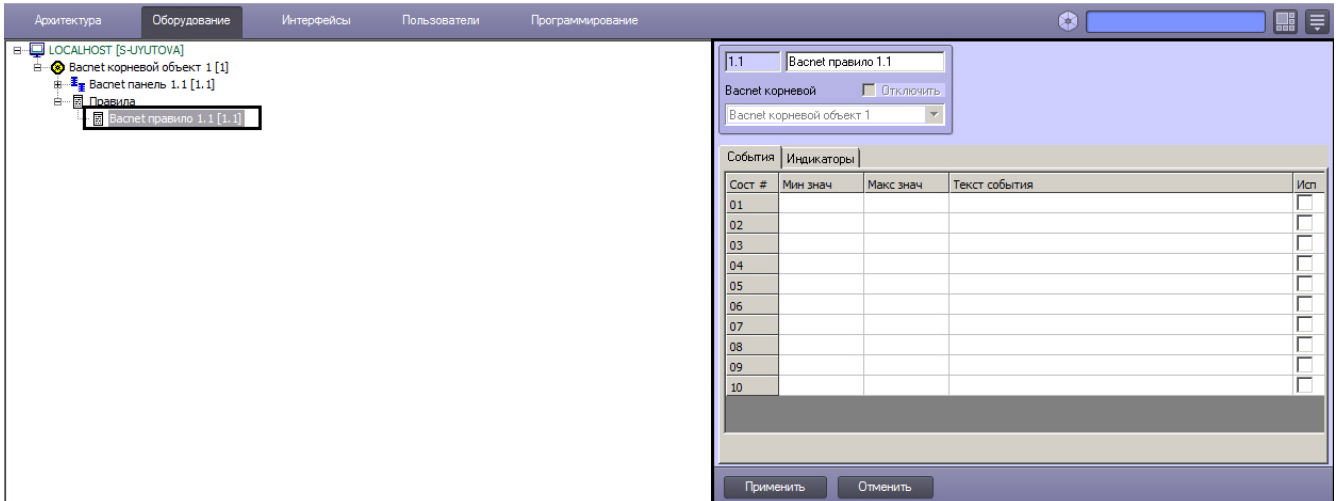 Архитектура Оборудование Интерфейсы Пользователи Программирование
LOCALHOST [S-UYUTOVA]
Bacnet корневой объект 1 [1]
Bacnet панель 1.1 [1.1]
Правила
Bacnet правило 1.1 [1.1]
1.1 Bacnet правило 1.1
Bacnet корневой Отключить
Bacnet корневой объект 1
События Индикаторы
Сост # Мин знач Макс знач Текст события Исп
01
02
03
04
05
06
07
08
09
10
Применить Отменить